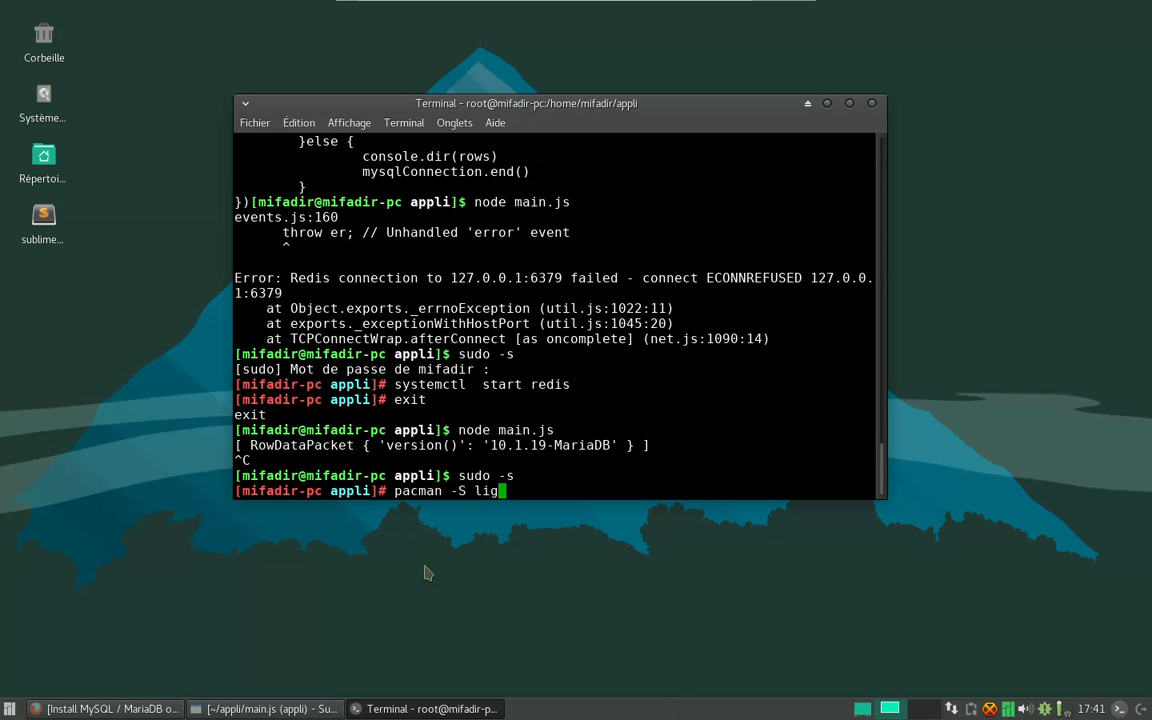 Corbeille
Système...
Répertoi...
sublime...
Terminal - root@mifadir-pc:/home/mifadir/appli
Fichier Édition Affichage Terminal Onglets Aide
}else {
console.dir(rows)
mysqlConnection.end()
}
})[mifadir@mifadir-pc appli]$ node main.js
events.js:160
throw er; // Unhandled 'error' event
^
Error: Redis connection to 127.0.0.1:6379 failed - connect ECONNREFUSED 127.0.0.
1:6379
at Object.exports._errnoException (util.js:1022:11)
at exports._exceptionWithHostPort (util.js:1045:20)
at TCPConnectWrap.afterConnect [as oncomplete] (net.js:1090:14)
[mifadir@mifadir-pc appli]$ sudo -s
[sudo] Mot de passe de mifadir :
[mifadir-pc appli]# systemctl  start redis
[mifadir-pc appli]# exit
exit
[mifadir@mifadir-pc appli]$ node main.js
[ RowDataPacket { 'version()': '10.1.19-MariaDB' } ]
^C
[mifadir@mifadir-pc appli]$ sudo -s
[mifadir-pc appli]# pacman -S lig
[Install MySQL / MariaDB o... [~/appli/main.js (appli) - Su... Terminal - root@mifadir-p... 17:41